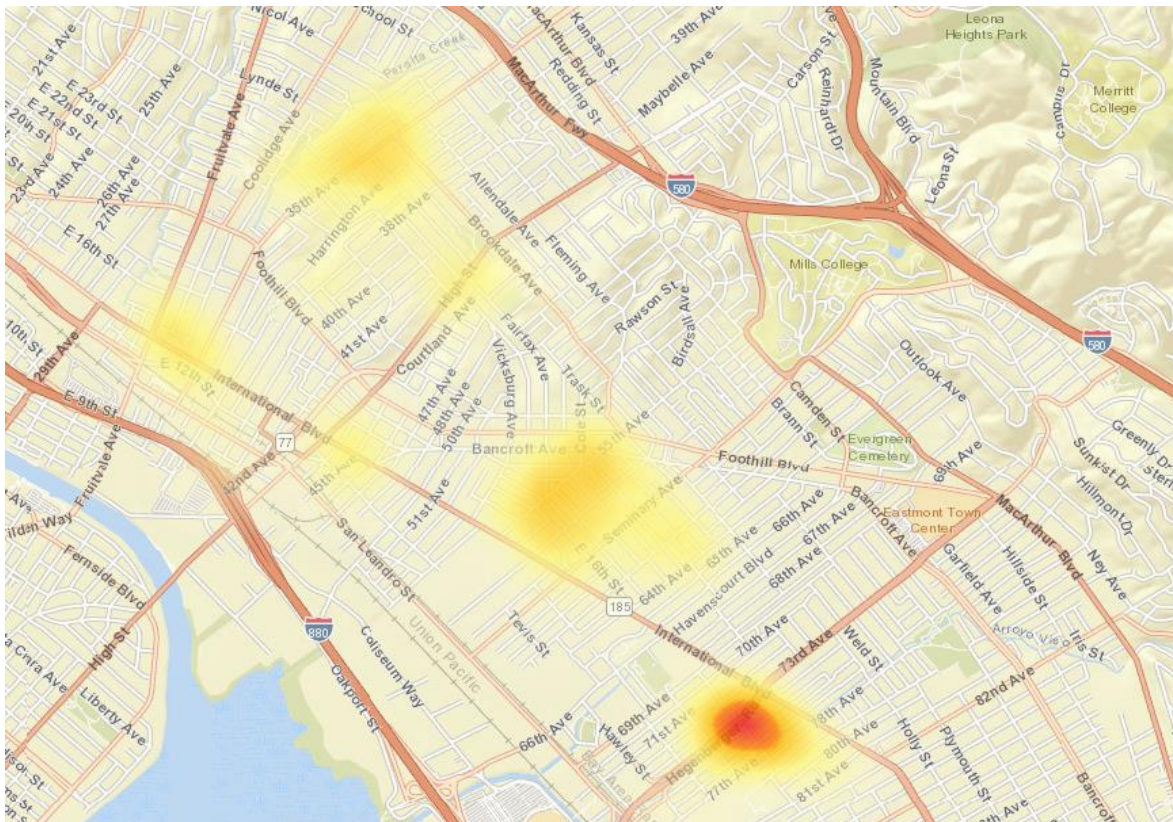 Nicol Ave
School St
MacArthur Blvd
Kansas St
39th Ave
Carson St
Leona
Heights Park
21st Ave
E 23rd St
E 22nd St
E 21st St
E 20th St
25th Ave
Lynde St
Peralta Creek
Redding St
Maybelle Ave
Reinhardt Dr
Mountain Blvd
Campus Dr
Merritt
College
MacArthur Fwy
Fruitvale Ave
Coolidge Ave
23rd Ave
24th Ave
26th Ave
27th Ave
580
Leona St
35th Ave
Harrington Ave
38th Ave
Allendale Ave
Brookdale Ave
Fleming Ave
E 16th St
Foothill Blvd
High St
Mills College
Rawson St
Birdsall Ave
40th Ave
41st Ave
Courtland Ave
Fairfax Ave
Vicksburg Ave
Trask St
10th St
29th Ave
E 12th St
International Blvd
E 9th St
580
Outlook Ave
47th Ave
48th Ave
50th Ave
Cole St
55th Ave
Camden St
Brann St
Evergreen
Cemetery
Greenly Dr
Sunkist Dr
Hillmont Dr
77
Bancroft Ave
Foothill Blvd
69th Ave
Fruitvale Ave
42nd Ave
45th Ave
51st Ave
Seminary Ave
66th Ave
67th Ave
68th Ave
65th Ave
Bancroft Ave
Eastmont Town
Center
MacArthur Blvd
Fernside Blvd
San Leandro St
E 16th St
64th Ave
Havenscourt Blvd
Garfield Ave
Hillside St
Ney Ave
185
880
High St
Union Pacific
Tevis St
International Blvd
70th Ave
73rd Ave
Weld St
Arroyo Viejo
Iris St
Liberty Ave
Oakport St
Coliseum Way
82nd Ave
66th Ave
69th Ave
71st Ave
Hawley St
78th Ave
80th Ave
77th Ave
81st Ave
Holly St
Plymouth St
Bancroft